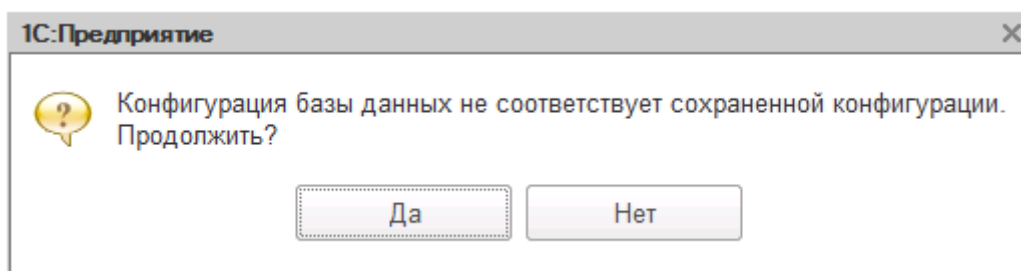 1С:Предприятие
Конфигурация базы данных не соответствует сохраненной конфигурации.
Продолжить?
Да
Нет